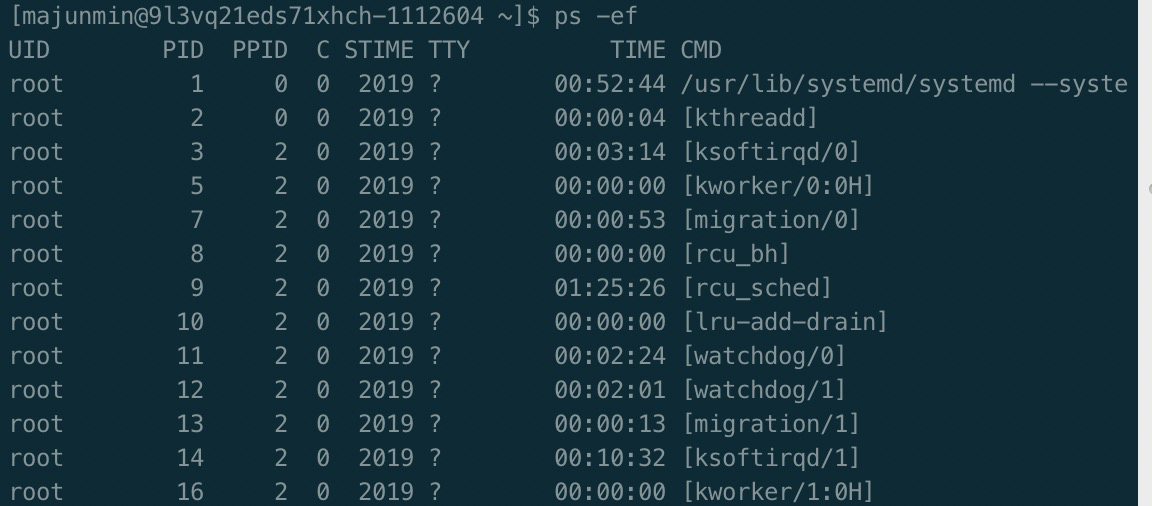 [majunmin@9l3vq21eds71xhch-1112604 ~]$ ps -ef
UID        PID  PPID  C STIME TTY          TIME CMD
root         1     0  0  2019 ?        00:52:44 /usr/lib/systemd/systemd --syste
root         2     0  0  2019 ?        00:00:04 [kthreadd]
root         3     2  0  2019 ?        00:03:14 [ksoftirqd/0]
root         5     2  0  2019 ?        00:00:00 [kworker/0:0H]
root         7     2  0  2019 ?        00:00:53 [migration/0]
root         8     2  0  2019 ?        00:00:00 [rcu_bh]
root         9     2  0  2019 ?        01:25:26 [rcu_sched]
root        10     2  0  2019 ?        00:00:00 [lru-add-drain]
root        11     2  0  2019 ?        00:02:24 [watchdog/0]
root        12     2  0  2019 ?        00:02:01 [watchdog/1]
root        13     2  0  2019 ?        00:00:13 [migration/1]
root        14     2  0  2019 ?        00:10:32 [ksoftirqd/1]
root        16     2  0  2019 ?        00:00:00 [kworker/1:0H]